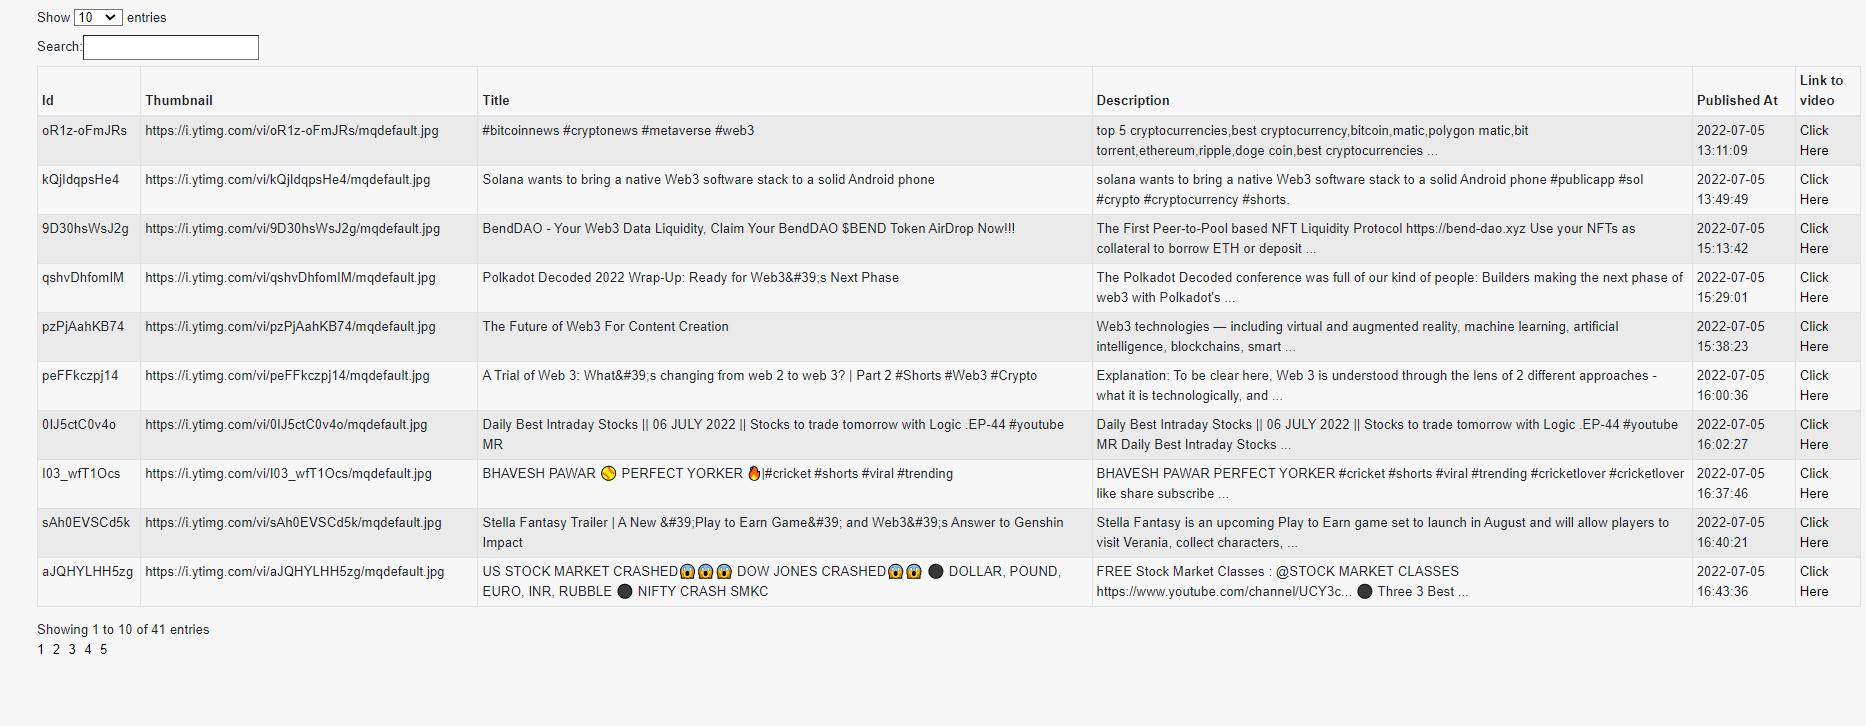 Show 10 entries
Search:
Id Thumbnail Title Description Published At Link to video
oR1z-oFmJRs https://i.ytimg.com/vi/oR1z-oFmJRs/mqdefault.jpg #bitcoinnews #cryptonews #metaverse #web3 top 5 cryptocurrencies,best cryptocurrency,bitcoin,matic,polygon matic,bit 2022-07-05 Click
torrent,ethereum,ripple,doge coin,best cryptocurrencies ... 13:11:09 Here
kQjIdqpsHe4 https://i.ytimg.com/vi/kQjIdqpsHe4/mqdefault.jpg Solana wants to bring a native Web3 software stack to a solid Android phone solana wants to bring a native Web3 software stack to a solid Android phone #publicapp #sol 2022-07-05 Click
#crypto #cryptocurrency #shorts. 13:49:49 Here
9D30hsWsJ2g https://i.ytimg.com/vi/9D30hsWsJ2g/mqdefault.jpg BendDAO - Your Web3 Data Liquidity, Claim Your BendDAO $BEND Token AirDrop Now!!! The First Peer-to-Pool based NFT Liquidity Protocol https://bend-dao.xyz Use your NFTs as 2022-07-05 Click
collateral to borrow ETH or deposit ... 15:13:42 Here
qshvDhfomIM https://i.ytimg.com/vi/qshvDhfomIM/mqdefault.jpg Polkadot Decoded 2022 Wrap-Up: Ready for Web3&#39;s Next Phase The Polkadot Decoded conference was full of our kind of people: Builders making the next phase of 2022-07-05 Click
web3 with Polkadot's ... 15:29:01 Here
pzPjAahKB74 https://i.ytimg.com/vi/pzPjAahKB74/mqdefault.jpg The Future of Web3 For Content Creation Web3 technologies — including virtual and augmented reality, machine learning, artificial 2022-07-05 Click
intelligence, blockchains, smart ... 15:38:23 Here
peFFkczpj14 https://i.ytimg.com/vi/peFFkczpj14/mqdefault.jpg A Trial of Web 3: What&#39;s changing from web 2 to web 3? | Part 2 #Shorts #Web3 #Crypto Explanation: To be clear here, Web 3 is understood through the lens of 2 different approaches - 2022-07-05 Click
what it is technologically, and ... 16:00:36 Here
0IJ5ctC0v4o https://i.ytimg.com/vi/0IJ5ctC0v4o/mqdefault.jpg Daily Best Intraday Stocks || 06 JULY 2022 || Stocks to trade tomorrow with Logic .EP-44 #youtube Daily Best Intraday Stocks || 06 JULY 2022 || Stocks to trade tomorrow with Logic .EP-44 #youtube 2022-07-05 Click
MR MR Daily Best Intraday Stocks ... 16:02:27 Here
I03_wfT1Ocs https://i.ytimg.com/vi/I03_wfT1Ocs/mqdefault.jpg BHAVESH PAWAR 🥎 PERFECT YORKER 🔥|#cricket #shorts #viral #trending BHAVESH PAWAR PERFECT YORKER #cricket #shorts #viral #trending #cricketlover #cricketlover 2022-07-05 Click
like share subscribe ... 16:37:46 Here
sAh0EVSCd5k https://i.ytimg.com/vi/sAh0EVSCd5k/mqdefault.jpg Stella Fantasy Trailer | A New &#39;Play to Earn Game&#39; and Web3&#39;s Answer to Genshin Stella Fantasy is an upcoming Play to Earn game set to launch in August and will allow players to 2022-07-05 Click
Impact visit Verania, collect characters, ... 16:40:21 Here
aJQHYLHH5zg https://i.ytimg.com/vi/aJQHYLHH5zg/mqdefault.jpg US STOCK MARKET CRASHED😱😱😱 DOW JONES CRASHED😱😱 ⚫ DOLLAR, POUND, FREE Stock Market Classes : @STOCK MARKET CLASSES 2022-07-05 Click
EURO, INR, RUBBLE ⚫ NIFTY CRASH SMKC https://www.youtube.com/channel/UCY3c... ⚫ Three 3 Best ... 16:43:36 Here
Showing 1 to 10 of 41 entries
1 2 3 4 5